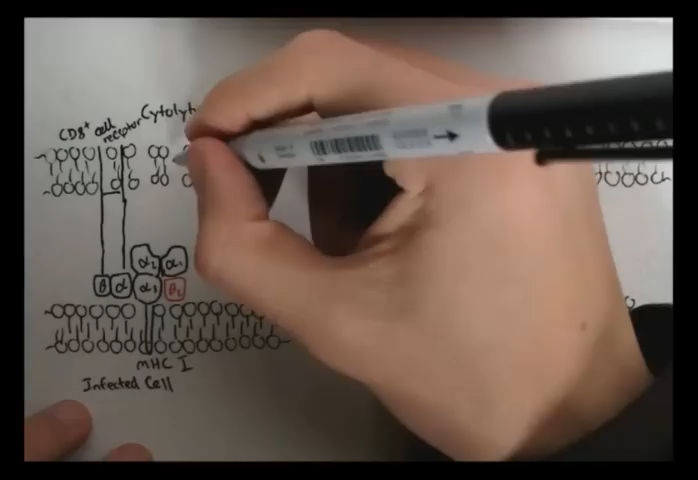 CD8⁺ cell
receptor
β α α₂ α₁
α₃ β₂
MHC I
Infected Cell